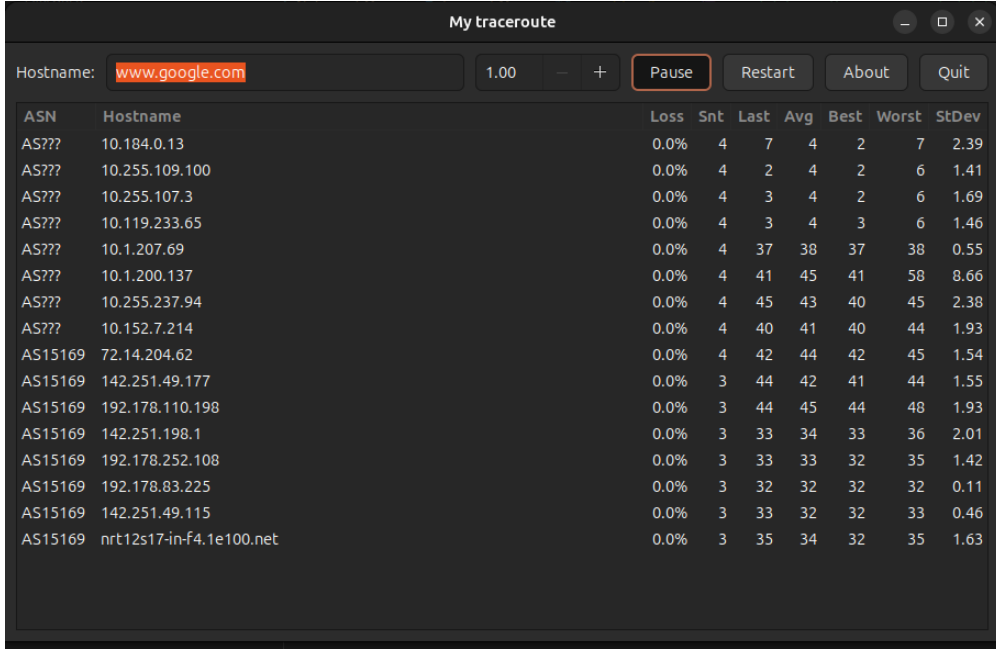 My traceroute
Hostname: www.google.com 1.00 − + Pause Restart About Quit
ASN Hostname Loss Snt Last Avg Best Worst StDev
AS??? 10.184.0.13 0.0% 4 7 4 2 7 2.39
AS??? 10.255.109.100 0.0% 4 2 4 2 6 1.41
AS??? 10.255.107.3 0.0% 4 3 4 2 6 1.69
AS??? 10.119.233.65 0.0% 4 3 4 3 6 1.46
AS??? 10.1.207.69 0.0% 4 37 38 37 38 0.55
AS??? 10.1.200.137 0.0% 4 41 45 41 58 8.66
AS??? 10.255.237.94 0.0% 4 45 43 40 45 2.38
AS??? 10.152.7.214 0.0% 4 40 41 40 44 1.93
AS15169 72.14.204.62 0.0% 4 42 44 42 45 1.54
AS15169 142.251.49.177 0.0% 3 44 42 41 44 1.55
AS15169 192.178.110.198 0.0% 3 44 45 44 48 1.93
AS15169 142.251.198.1 0.0% 3 33 34 33 36 2.01
AS15169 192.178.252.108 0.0% 3 33 33 32 35 1.42
AS15169 192.178.83.225 0.0% 3 32 32 32 32 0.11
AS15169 142.251.49.115 0.0% 3 33 32 32 33 0.46
AS15169 nrt12s17-in-f4.1e100.net 0.0% 3 35 34 32 35 1.63